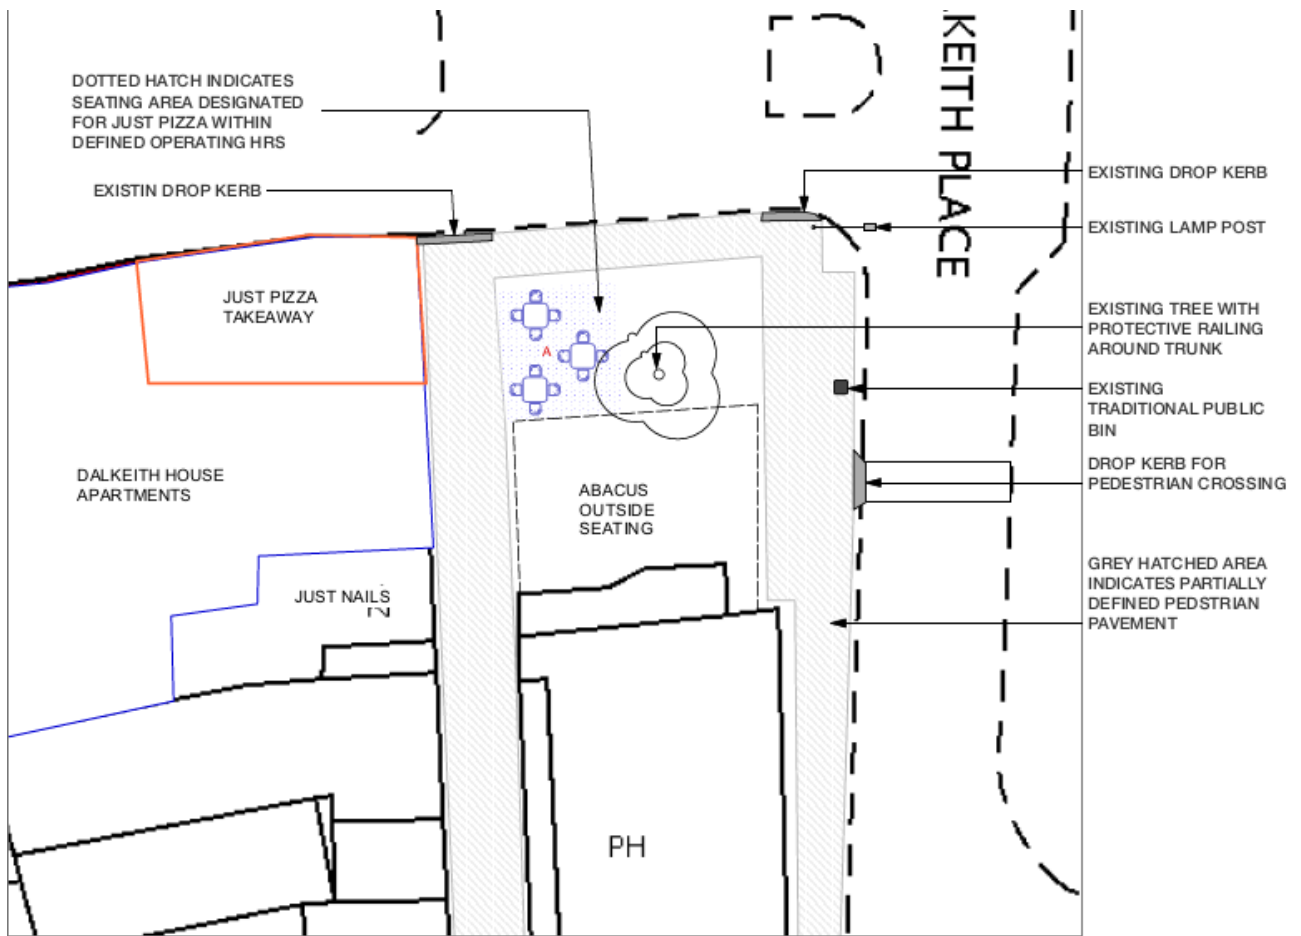 DOTTED HATCH INDICATES
SEATING AREA DESIGNATED
FOR JUST PIZZA WITHIN
DEFINED OPERATING HRS
EXISTIN DROP KERB
JUST PIZZA
TAKEAWAY
A
DALKEITH HOUSE
APARTMENTS
JUST NAILS
N
ABACUS
OUTSIDE
SEATING
PH
KEITH PLACE
EXISTING DROP KERB
EXISTING LAMP POST
EXISTING TREE WITH
PROTECTIVE RAILING
AROUND TRUNK
EXISTING
TRADITIONAL PUBLIC
BIN
DROP KERB FOR
PEDESTRIAN CROSSING
GREY HATCHED AREA
INDICATES PARTIALLY
DEFINED PEDSTRIAN
PAVEMENT